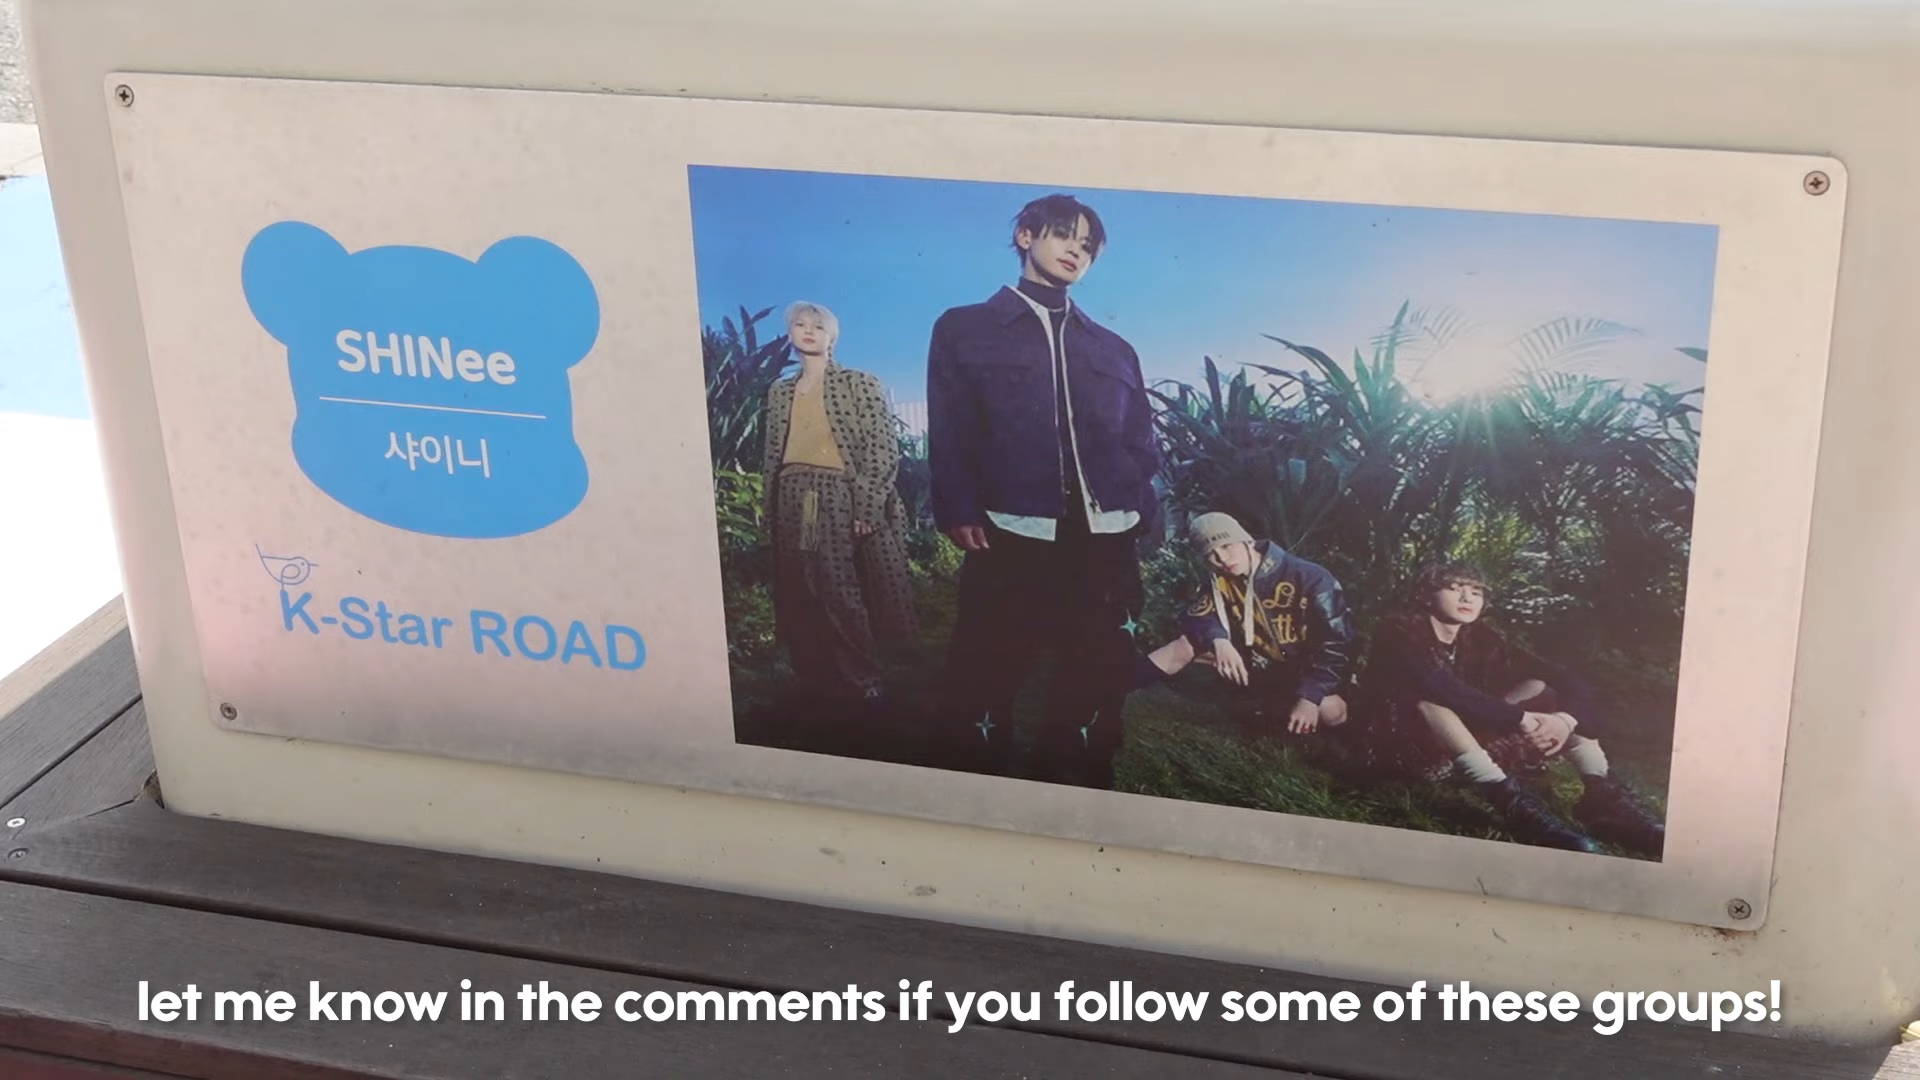 SHINee
샤이니
K-Star ROAD
let me know in the comments if you follow some of these groups!